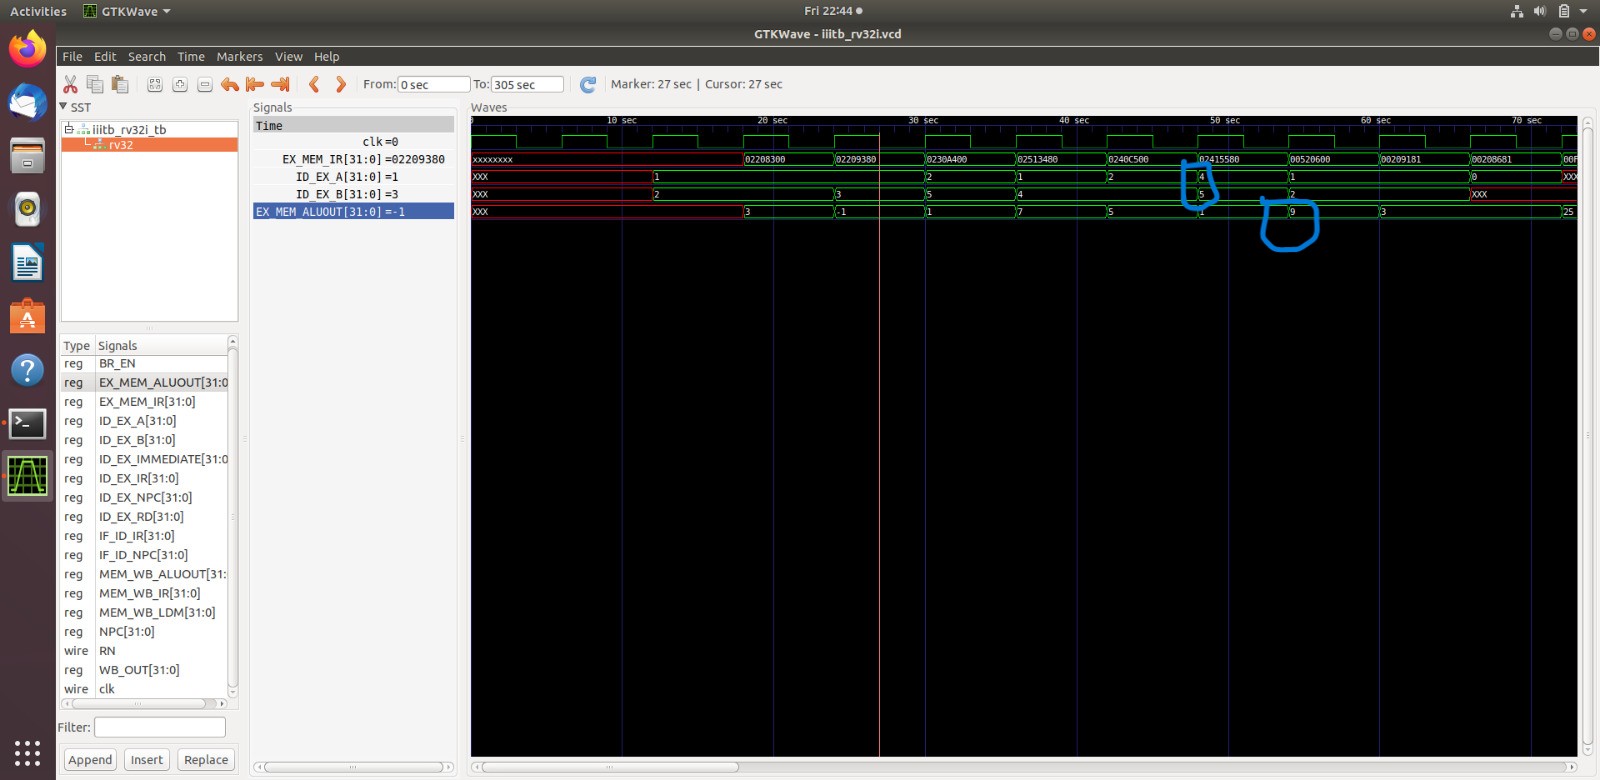 Activities GTKWave Fri 22:44
GTKWave - iiitb_rv32i.vcd
File Edit Search Time Markers View Help
From: 0 sec To: 305 sec Marker: 27 sec | Cursor: 27 sec
SST
iiitb_rv32i_tb
rv32
Signals
Time
clk =0
EX_MEM_IR[31:0] =02209380
ID_EX_A[31:0] =1
ID_EX_B[31:0] =3
EX_MEM_ALUOUT[31:0] =-1
Waves
0 10 sec 20 sec 30 sec 40 sec 50 sec 60 sec 70 sec
xxxxxxxx 02208300 02209380 0230A400 02513480 0240C500 02415580 00520600 00209181 00208681 00F
XXX 1 2 1 2 4 1 0 XXX
XXX 2 3 5 4 5 2 XXX
XXX 3 -1 1 7 5 1 9 3 25
Type Signals
reg BR_EN
reg EX_MEM_ALUOUT[31:0
reg EX_MEM_IR[31:0]
reg ID_EX_A[31:0]
reg ID_EX_B[31:0]
reg ID_EX_IMMEDIATE[31:0
reg ID_EX_IR[31:0]
reg ID_EX_NPC[31:0]
reg ID_EX_RD[31:0]
reg IF_ID_IR[31:0]
reg IF_ID_NPC[31:0]
reg MEM_WB_ALUOUT[31:
reg MEM_WB_IR[31:0]
reg MEM_WB_LDM[31:0]
reg NPC[31:0]
wire RN
reg WB_OUT[31:0]
wire clk
Filter:
Append Insert Replace